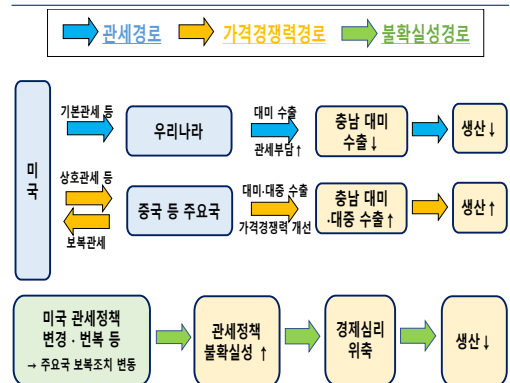 관세경로 가격경쟁력경로 불확실성경로
미
국
기본관세 등
우리나라
대미 수출
관세부담↑
충남 대미
수출↓
생산↓
상호관세 등
보복관세
중국 등 주요국
대미·대중 수출
가격경쟁력 개선
충남 대미
·대중 수출↑
생산↑
미국 관세정책
변경·번복 등
→ 주요국 보복조치 변동
관세정책
불확실성 ↑
경제심리
위축
생산↓